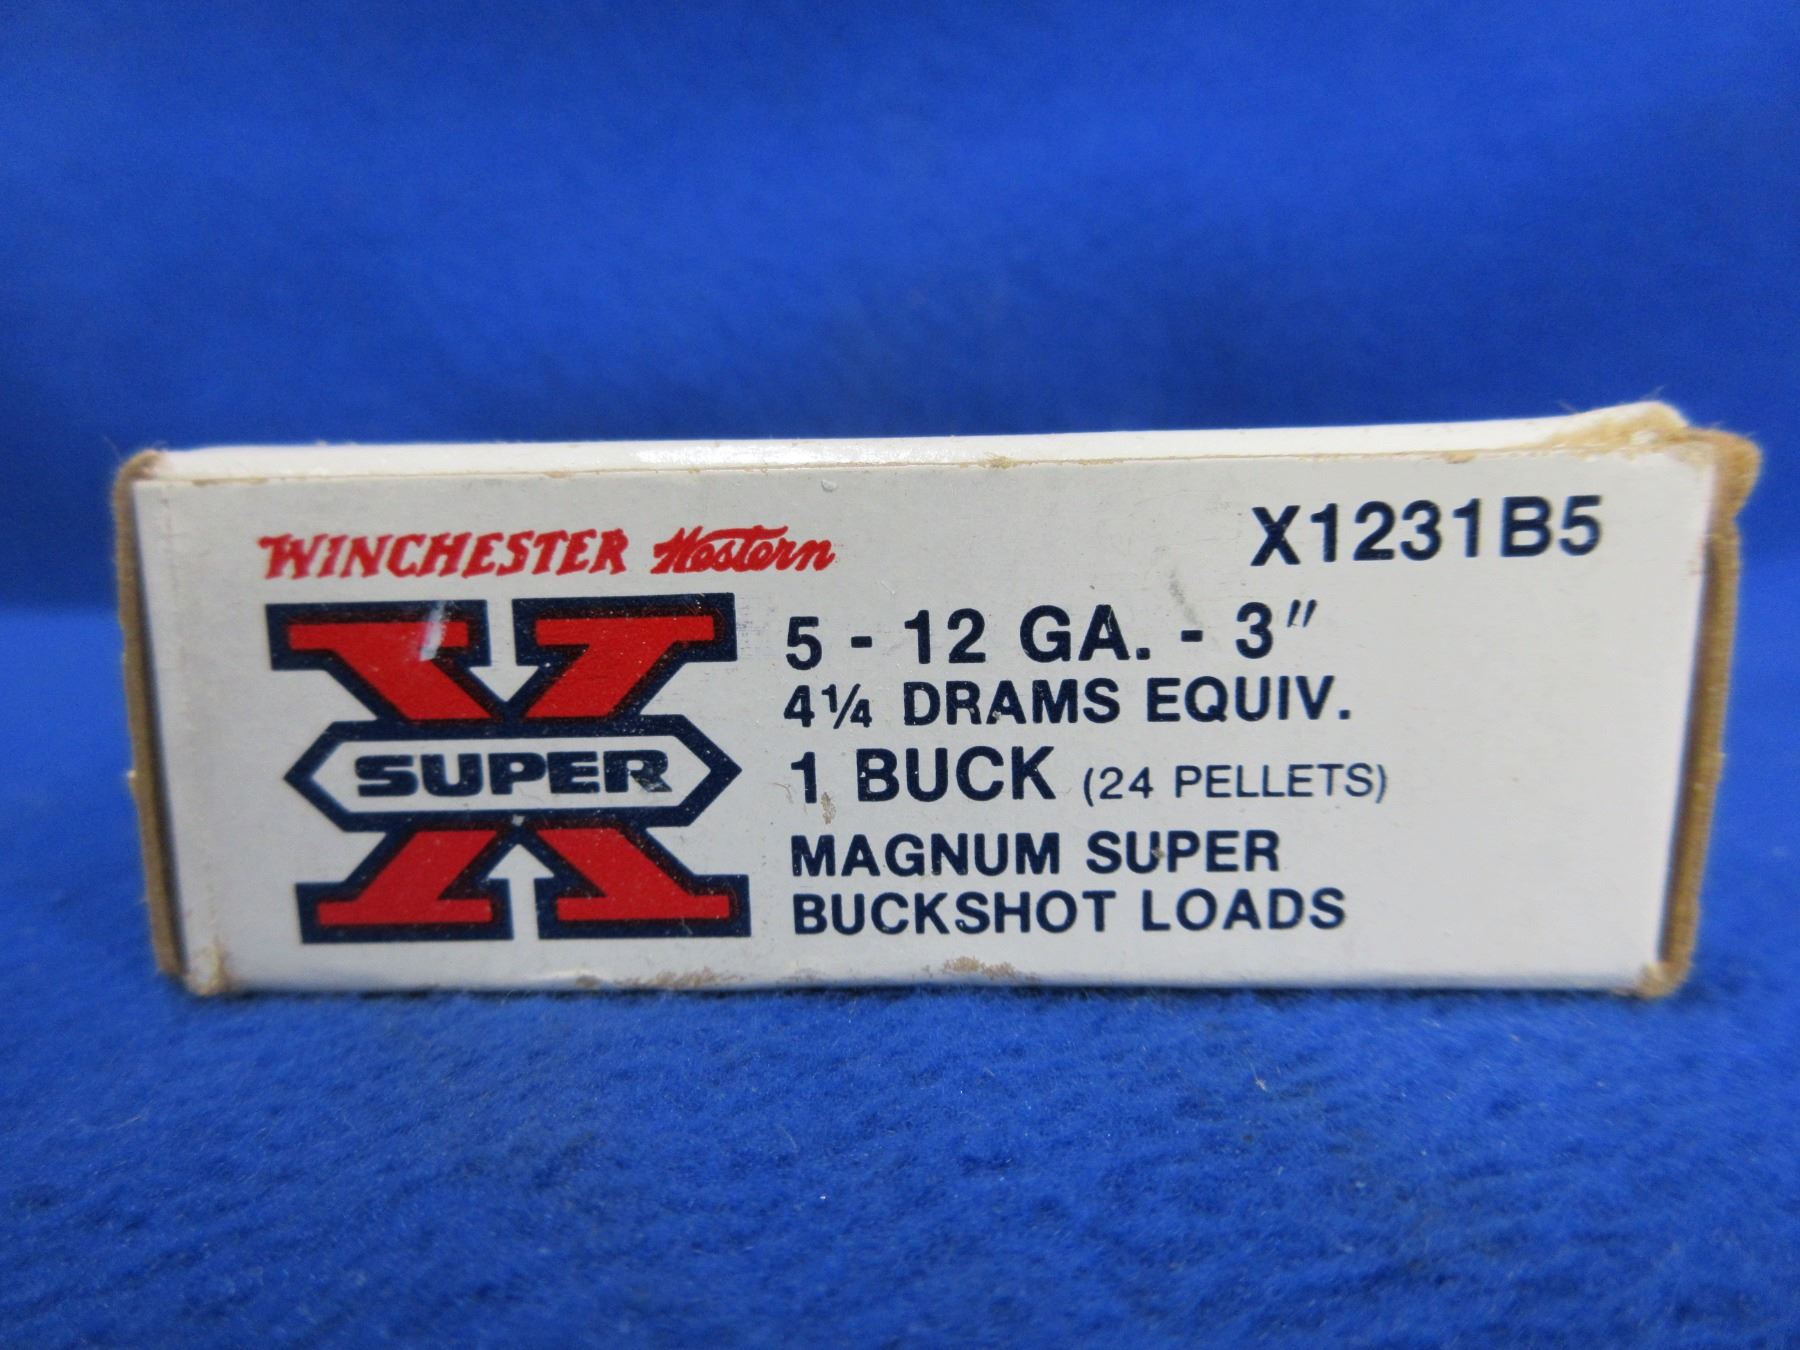 WINCHESTER Western
X1231B5
X
SUPER
5 - 12 GA. - 3"
4¼ DRAMS EQUIV.
1 BUCK (24 PELLETS)
MAGNUM SUPER
BUCKSHOT LOADS